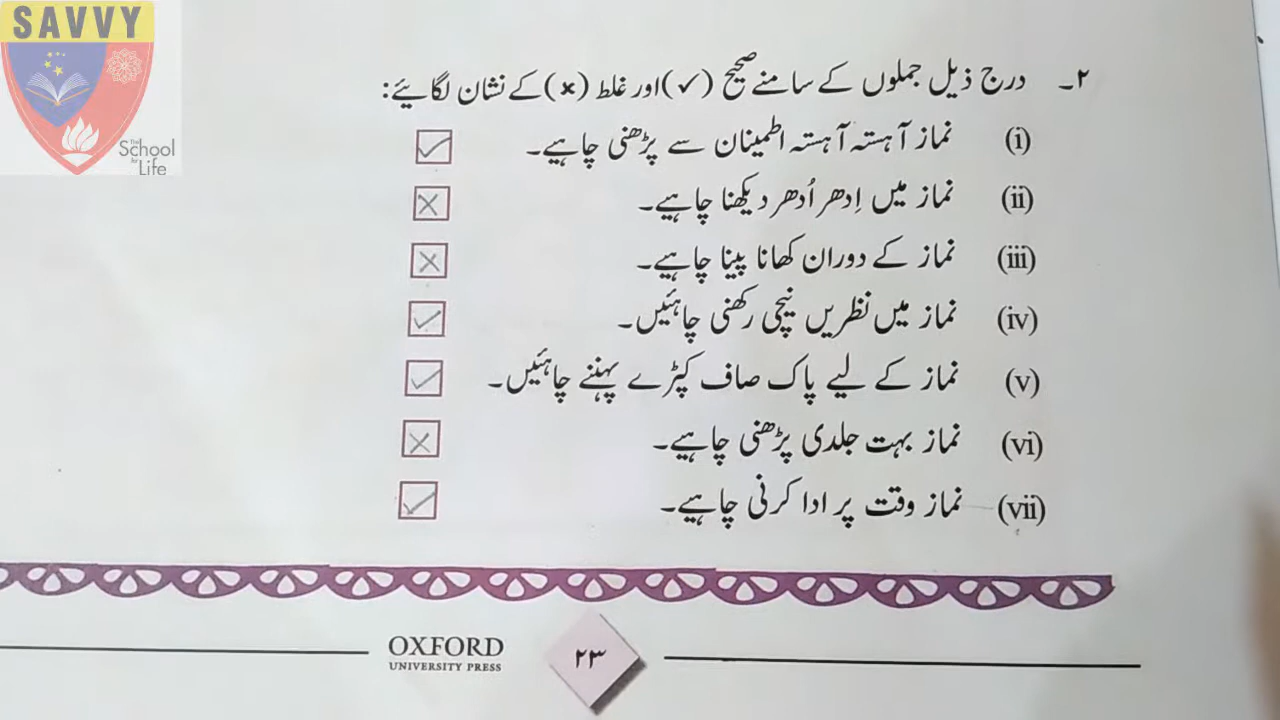 SAVVY
The School for Life
۲۔ درج ذیل جملوں کے سامنے صحیح (✓) اور غلط (×) کے نشان لگائیے:
(i) نماز آہستہ آہستہ اطمینان سے پڑھنی چاہیے۔ ✓
(ii) نماز میں اِدھر اُدھر دیکھنا چاہیے۔ ×
(iii) نماز کے دوران کھانا پینا چاہیے۔ ×
(iv) نماز میں نظریں نیچی رکھنی چاہئیں۔ ✓
(v) نماز کے لیے پاک صاف کپڑے پہننے چاہئیں۔ ✓
(vi) نماز بہت جلدی پڑھنی چاہیے۔ ×
(vii) نماز وقت پر ادا کرنی چاہیے۔ ✓
OXFORD
UNIVERSITY PRESS
۲۳